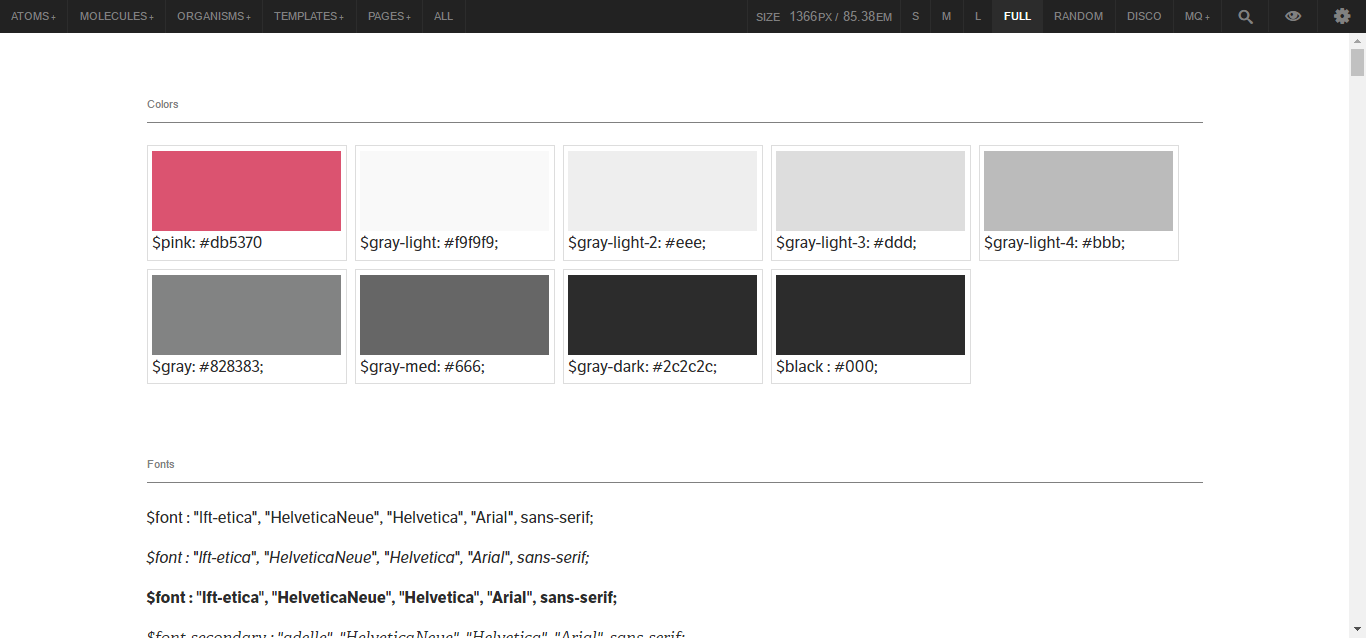 ATOMS+ MOLECULES+ ORGANISMS+ TEMPLATES+ PAGES+ ALL SIZE 1366PX / 85.38EM S M L FULL RANDOM DISCO MQ+
Colors
$pink: #db5370 $gray-light: #f9f9f9; $gray-light-2: #eee; $gray-light-3: #ddd; $gray-light-4: #bbb;
$gray: #828383; $gray-med: #666; $gray-dark: #2c2c2c; $black : #000;
Fonts
$font : "lft-etica", "HelveticaNeue", "Helvetica", "Arial", sans-serif;
$font : "lft-etica", "HelveticaNeue", "Helvetica", "Arial", sans-serif;
$font : "lft-etica", "HelveticaNeue", "Helvetica", "Arial", sans-serif;
$font-secondary : "adelle", "HelveticaNeue", "Helvetica", "Arial", sans-serif;